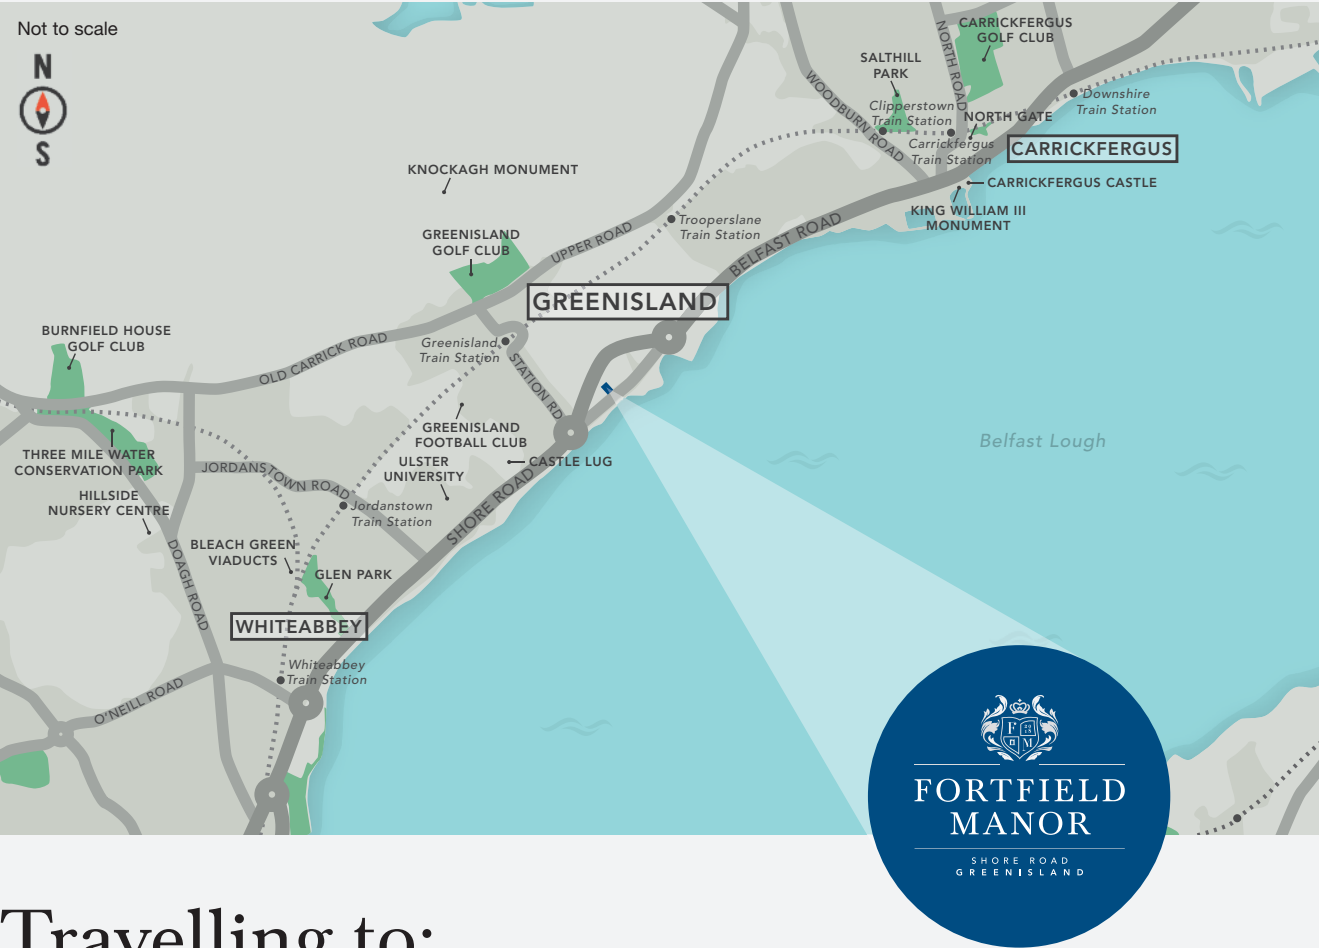 Not to scale
N
S
CARRICKFERGUS
GOLF CLUB
NORTH ROAD
SALTHILL
PARK
WOODBURN ROAD
Clipperstown
Train Station
NORTH GATE
Downshire
Train Station
Carrickfergus
Train Station
CARRICKFERGUS
CARRICKFERGUS CASTLE
KING WILLIAM III
MONUMENT
KNOCKAGH MONUMENT
Trooperslane
Train Station
BELFAST ROAD
GREENISLAND
GOLF CLUB
UPPER ROAD
GREENISLAND
BURNFIELD HOUSE
GOLF CLUB
OLD CARRICK ROAD
Greenisland
Train Station
STATION RD
GREENISLAND
FOOTBALL CLUB
Belfast Lough
THREE MILE WATER
CONSERVATION PARK
JORDANSTOWN ROAD
ULSTER
UNIVERSITY
CASTLE LUG
HILLSIDE
NURSERY CENTRE
Jordanstown
Train Station
SHORE ROAD
BLEACH GREEN
VIADUCTS
DOAGH ROAD
GLEN PARK
WHITEABBEY
Whiteabbey
Train Station
O'NEILL ROAD
F
M
FORTFIELD
MANOR
SHORE ROAD
GREENISLAND
Travelling to: